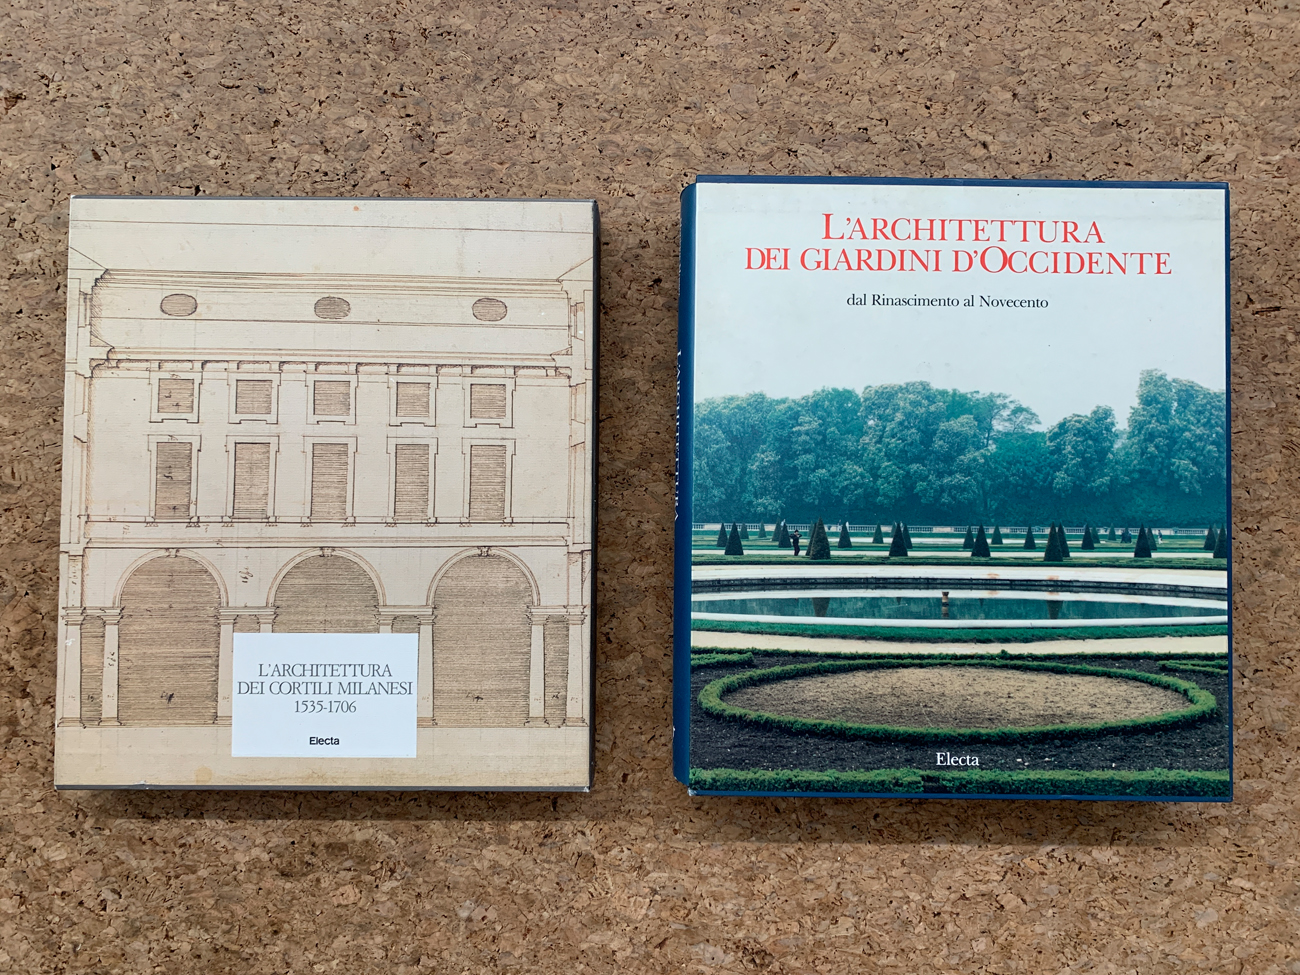 L'ARCHITETTURA
DEI CORTILI MILANESI
1535-1706
Electa
L'ARCHITETTURA
DEI GIARDINI D'OCCIDENTE
dal Rinascimento al Novecento
Electa